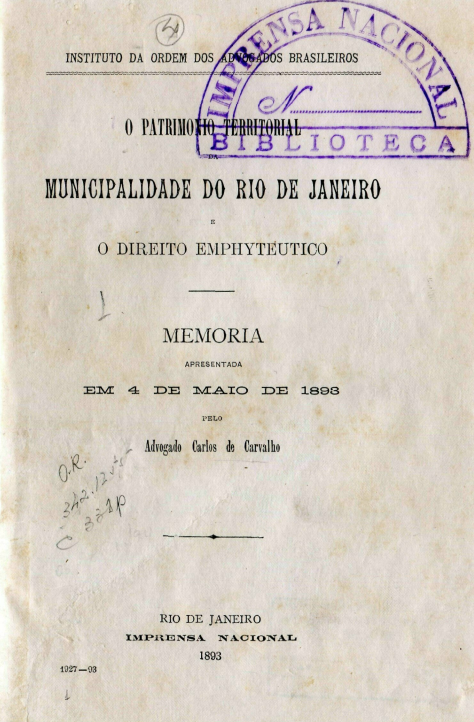 INSTITUTO DA ORDEM DOS ADVOGADOS BRASILEIROS
IMPRENSA NACIONAL
N
BIBLIOTECA
O PATRIMONIO TERRITORIAL
DA
MUNICIPALIDADE DO RIO DE JANEIRO
E
O DIREITO EMPHYTEUTICO
MEMORIA
APRESENTADA
EM 4 DE MAIO DE 1893
PELO
Advogado Carlos de Carvalho
O.R.
C 331p
RIO DE JANEIRO
IMPRENSA NACIONAL
1893
1927—93